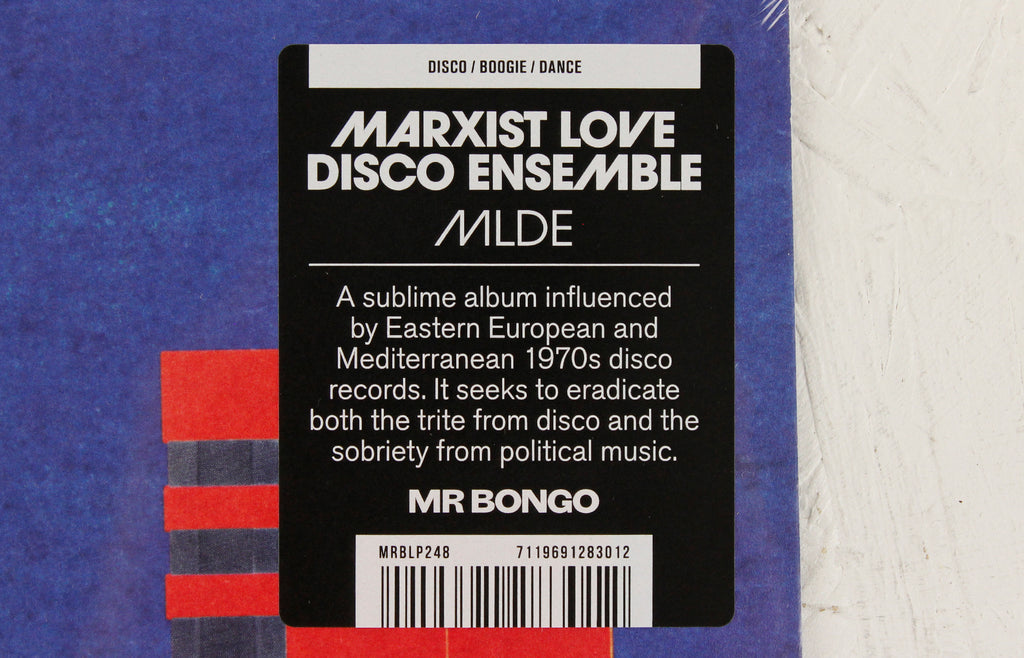 DISCO / BOOGIE / DANCE
MARXIST LOVE
DISCO ENSEMBLE
MLDE
A sublime album influenced
by Eastern European and
Mediterranean 1970s disco
records. It seeks to eradicate
both the trite from disco and the
sobriety from political music.
MR BONGO
MRBLP248 7119691283012